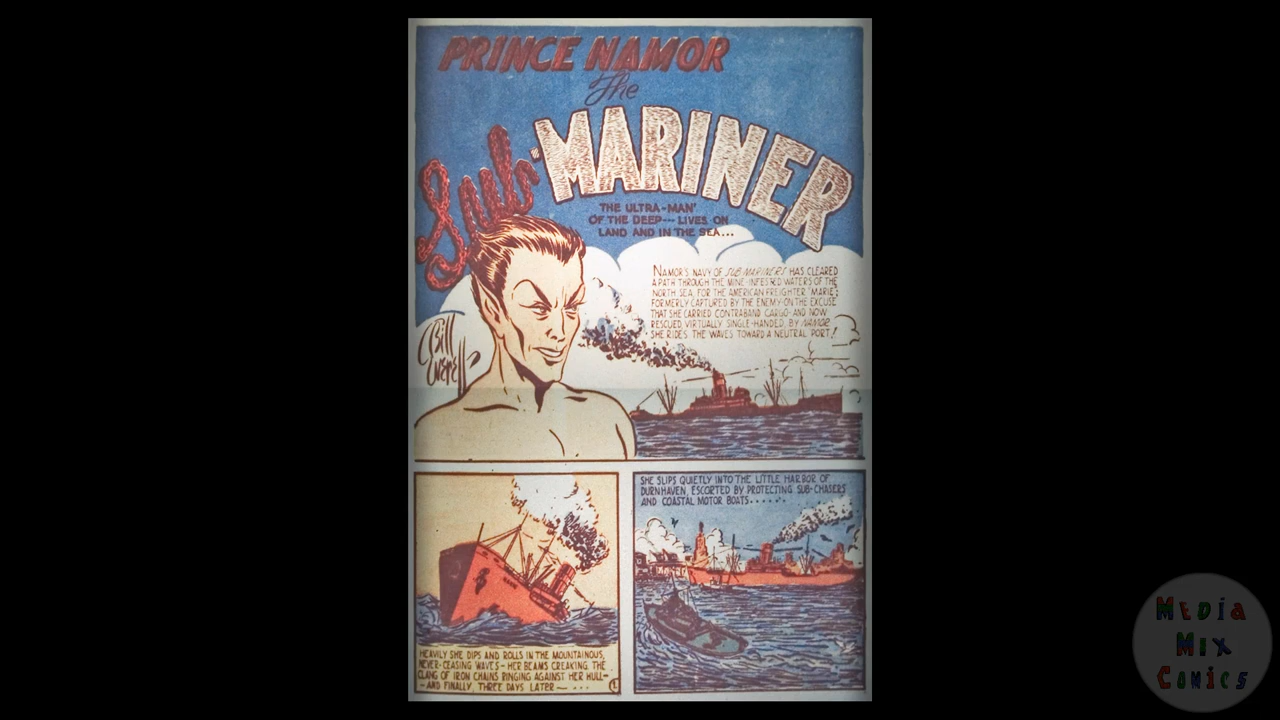 PRINCE NAMOR
The
Sub-MARINER
THE ULTRA-MAN'
OF THE DEEP--- LIVES ON
LAND AND IN THE SEA...
NAMOR'S NAVY OF SUB-MARINERS HAS CLEARED
A PATH THROUGH THE MINE-INFESTED WATERS OF THE
NORTH SEA, FOR THE AMERICAN FREIGHTER "MARIE";
FORMERLY CAPTURED BY THE ENEMY-ON THE EXCUSE
THAT SHE CARRIED CONTRABAND CARGO- AND NOW
RESCUED, VIRTUALLY SINGLE-HANDED, BY NAMOR,
SHE RIDES THE WAVES TOWARD A NEUTRAL PORT!
Bill
Everett
HEAVILY SHE DIPS AND ROLLS IN THE MOUNTAINOUS,
NEVER-CEASING WAVES- HER BEAMS CREAKING, THE
CLANG OF IRON CHAINS RINGING AGAINST HER HULL-
-AND FINALLY, THREE DAYS LATER — ...
1
SHE SLIPS QUIETLY INTO THE LITTLE HARBOR OF
DURNHAVEN, ESCORTED BY PROTECTING SUB-CHASERS
AND COASTAL MOTOR BOATS......
MEDiA
MiX
COMiCS